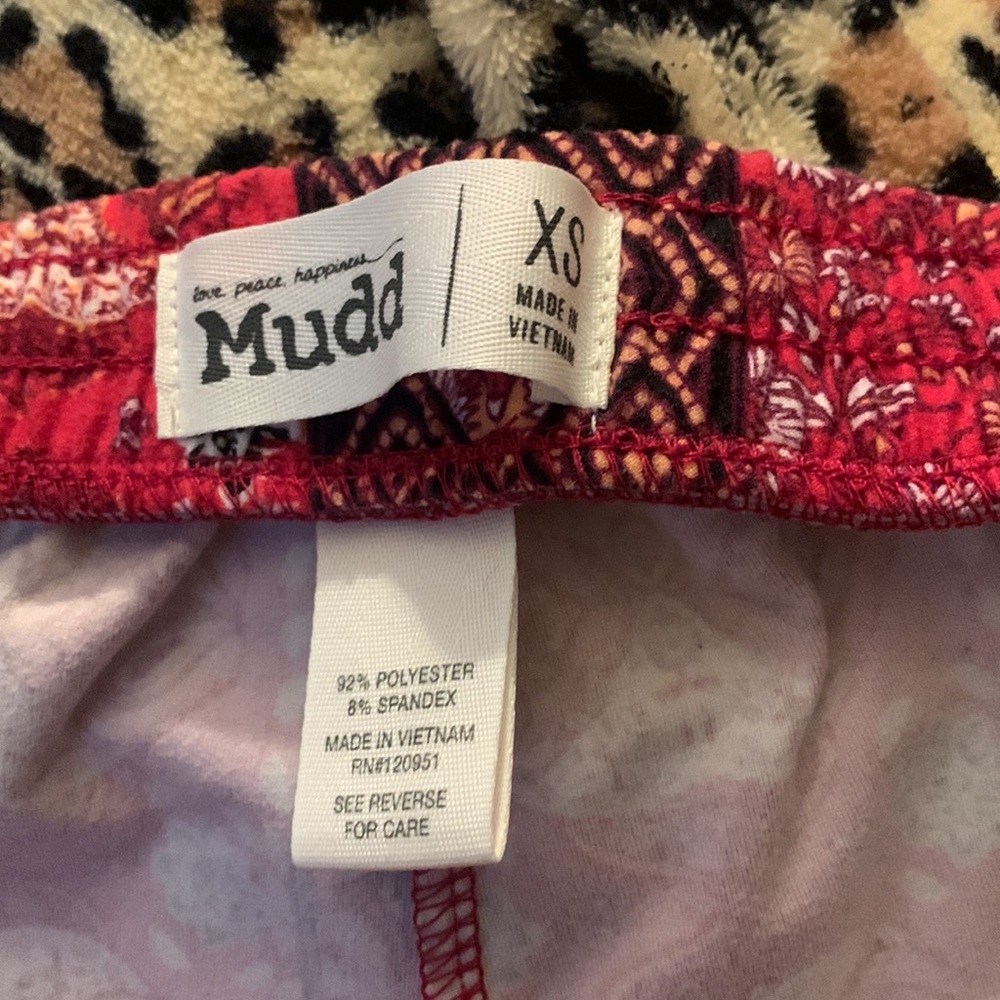 love. peace. happiness
Mudd
XS
MADE IN
VIETNAM
92% POLYESTER
8% SPANDEX
MADE IN VIETNAM
RN#120951
SEE REVERSE
FOR CARE